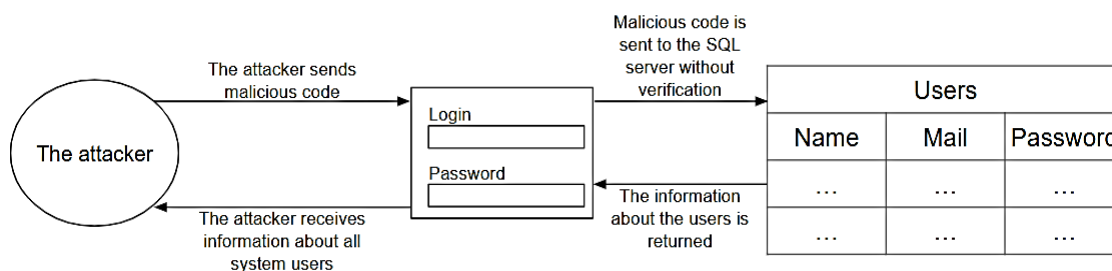 The attacker
The attacker sends
malicious code
Login
Password
Malicious code is
sent to the SQL
server without
verification
Users
Name Mail Password
... ... ...
... ... ...
The information
about the users is
returned
The attacker receives
information about all
system users